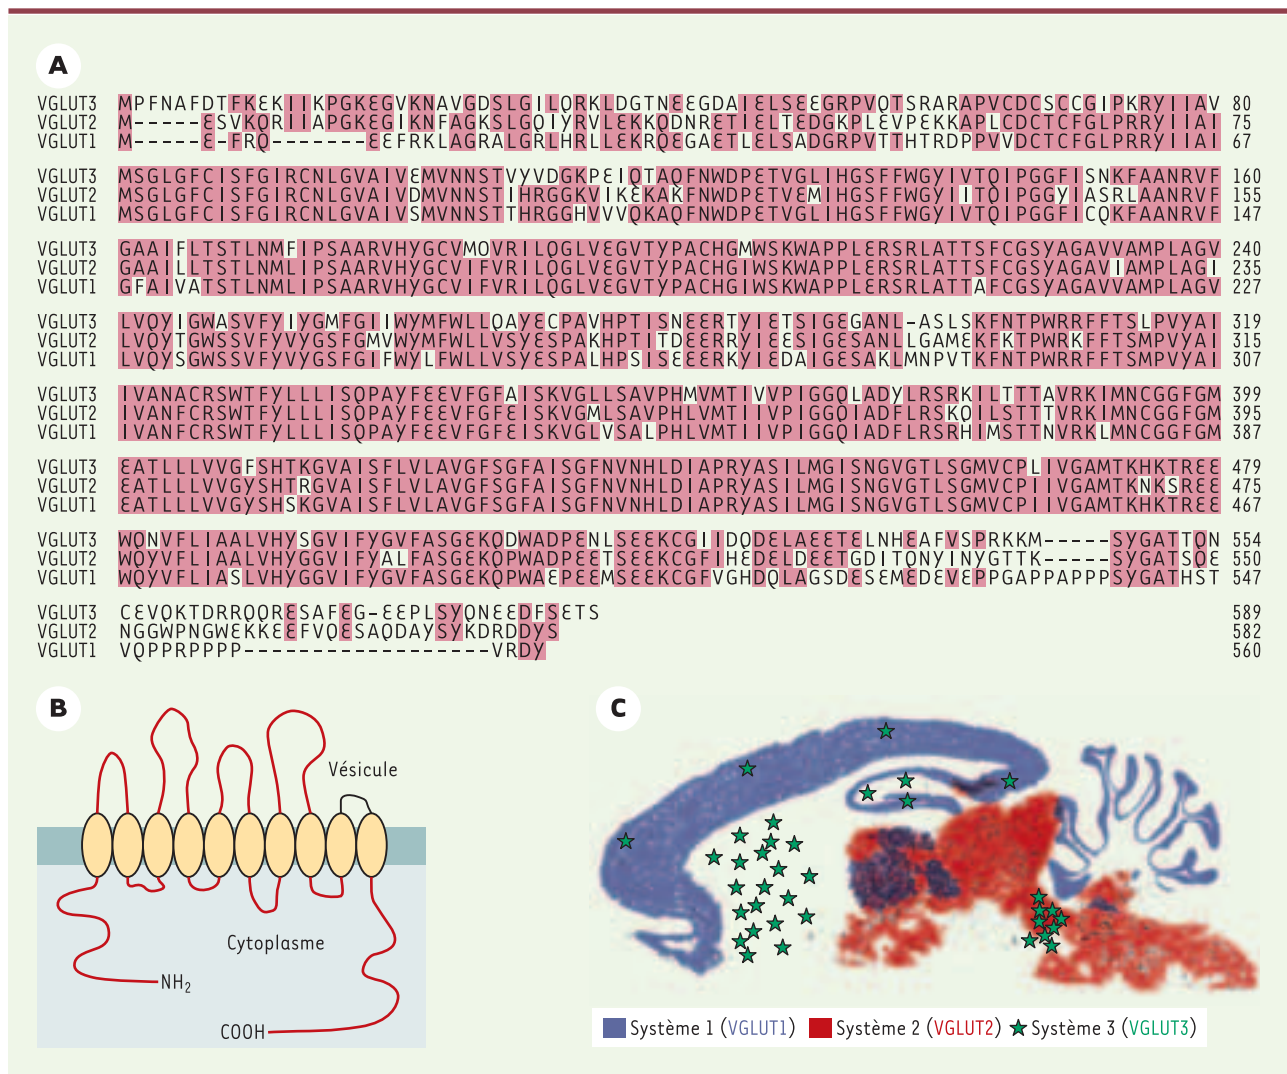 A
VGLUT3 MPFNAFDTFKEKIIKPGKEGVKNAVGDSLGILQRKLDGTNEEGDAIELSEEGRPVQTSRARAPVCDCSCCGIPKRYIIAV 80
VGLUT2 M-----ESVKQRIIAPGKEGIKNFAGKSLGQIYRVLEKKQDNRETIELTEDGKPLEVPEKKAPLCDCTCFGLPRRYIIAI 75
VGLUT1 M-----E-FRQ-------EEFRKLAGRALGRLHRLLEKRQEGAETLELSADGRPVTTHTRDPPVVDCTCFGLPRRYIIAI 67
VGLUT3 MSGLGFCISFGIRCNLGVAIVEMVNNSTVYVDGKPEIQTAQFNWDPETVGLIHGSFFWGYIVTQIPGGFISNKFAANRVF 160
VGLUT2 MSGLGFCISFGIRCNLGVAIVDMVNNSTIHRGGKVIKEKAKFNWDPETVEMIHGSFFWGYIITQIPGGYIASRLAANRVF 155
VGLUT1 MSGLGFCISFGIRCNLGVAIVSMVNNSTTHRGGHVVVQKAQFNWDPETVGLIHGSFFWGYIVTQIPGGFICQKFAANRVF 147
VGLUT3 GAAIFLTSTLNMFIPSAARVHYGCVMQVRILQGLVEGVTYPACHGMWSKWAPPLERSRLATTSFCGSYAGAVVAMPLAGV 240
VGLUT2 GAAILLTSTLNMLIPSAARVHYGCVIFVRILQGLVEGVTYPACHGIWSKWAPPLERSRLATTSFCGSYAGAVIAMPLAGI 235
VGLUT1 GFAIVATSTLNMLIPSAARVHYGCVIFVRILQGLVEGVTYPACHGIWSKWAPPLERSRLATTAFCGSYAGAVVAMPLAGV 227
VGLUT3 LVQYIGWASVFYIYGMFGIIWYMFWLLQAYECPAVHPTISNEERTYIETSIGEGANL-ASLSKFNTPWRRFFTSLPVYAI 319
VGLUT2 LVQYTGWSSVFYVYGSFGMVWYMFWLLVSYESPAKHPTITDEERRYIEESIGESANLLGAMEKFKTPWRKFFTSMPVYAI 315
VGLUT1 LVQYSGWSSVFYVYGSFGIFWYLFWLLVSYESPALHPSISEEERKYIEDAIGESAKLMNPVTKFNTPWRRFFTSMPVYAI 307
VGLUT3 IVANACRSWTFYLLLISQPAYFEEVFGFAISKVGLLSAVPHMVMTIVVPIGGQLADYLRSRKILTTTAVRKIMNCGGFGM 399
VGLUT2 IVANFCRSWTFYLLLISQPAYFEEVFGFEISKVGMLSAVPHLVMTIIVPIGGQIADFLRSKQILSTTTVRKIMNCGGFGM 395
VGLUT1 IVANFCRSWTFYLLLISQPAYFEEVFGFEISKVGLVSALPHLVMTIIVPIGGQIADFLRSRHIMSTTNVRKLMNCGGFGM 387
VGLUT3 EATLLLVVGFSHTKGVAISFLVLAVGFSGFAISGFNVNHLDIAPRYASILMGISNGVGTLSGMVCPLIVGAMTKHKTREE 479
VGLUT2 EATLLLVVGYSHTRGVAISFLVLAVGFSGFAISGFNVNHLDIAPRYASILMGISNGVGTLSGMVCPIIVGAMTKNKSREE 475
VGLUT1 EATLLLVVGYSHSKGVAISFLVLAVGFSGFAISGFNVNHLDIAPRYASILMGISNGVGTLSGMVCPIIVGAMTKHKTREE 467
VGLUT3 WQNVFLIAALVHYSGVIFYGVFASGEKQDWADPENLSEEKCGIIDQDELAEETELNHEAFVSPRKKM-----SYGATTQN 554
VGLUT2 WQYVFLIAALVHYGGVIFYALFASGEKQPWADPEETSEEKCGFIHEDELDEETGDITQNYINYGTTK-----SYGATSQE 550
VGLUT1 WQYVFLIASLVHYGGVIFYGVFASGEKQPWAEPEEMSEEKCGFVGHDQLAGSDESEMEDEVEPPGAPPAPPPSYGATHST 547
VGLUT3 CEVQKTDRRQQRESAFEG-EEPLSYQNEEDFSETS 589
VGLUT2 NGGWPNGWEKKEEFVQESAQDAYSYKDRDDYS 582
VGLUT1 VQPPRPPPP------------------VRDYS 560
B
Vésicule
Cytoplasme
NH2
COOH
C
Système 1 (VGLUT1) Système 2 (VGLUT2) Système 3 (VGLUT3)